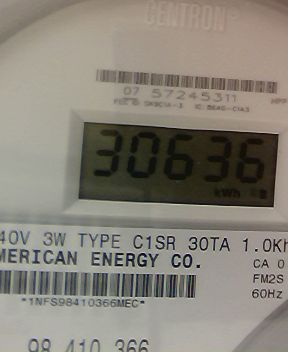 CENTRON®
07 57245311
30636
kWh
40V 3W TYPE C1SR 30TA 1.0Kh
MERICAN ENERGY CO.
CA 0
FM2S
60Hz
*1NFS98410366MEC*
98 410 366